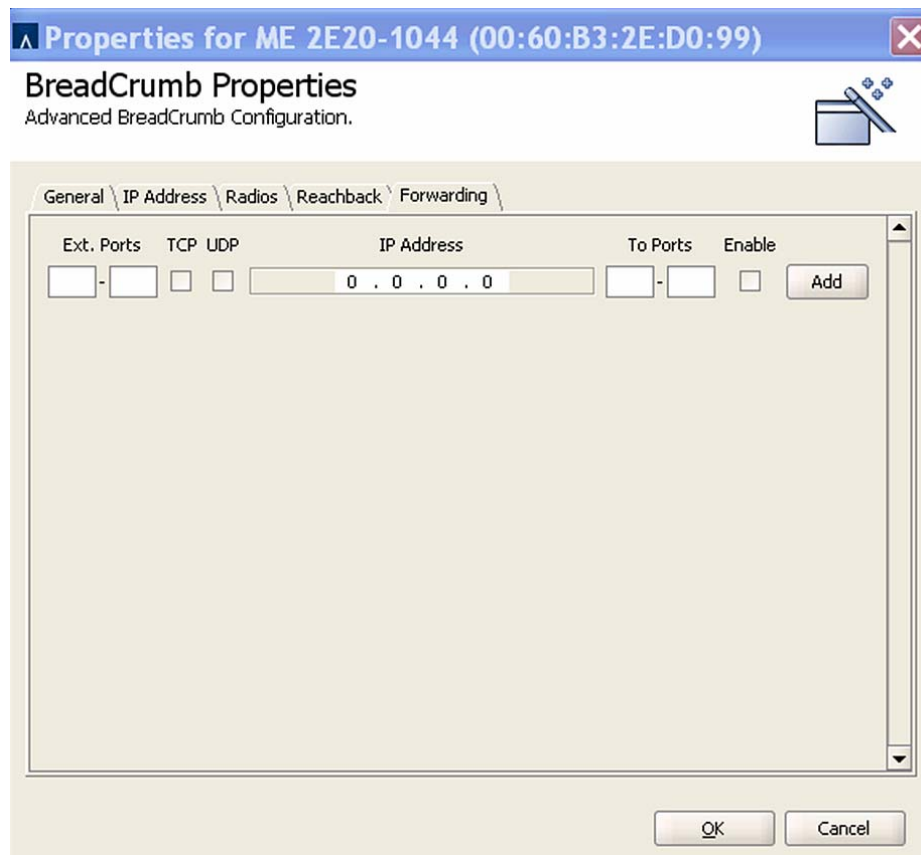 Properties for ME 2E20-1044 (00:60:B3:2E:D0:99)
BreadCrumb Properties
Advanced BreadCrumb Configuration.
General \ IP Address \ Radios \ Reachback \ Forwarding \
Ext. Ports TCP UDP IP Address To Ports Enable
- 0 . 0 . 0 . 0 - Add
OK Cancel